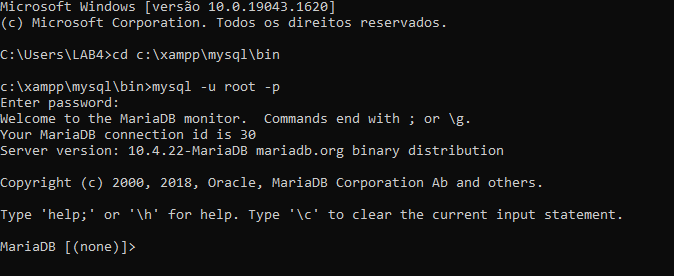 Microsoft Windows [versão 10.0.19043.1620]
(c) Microsoft Corporation. Todos os direitos reservados.
C:\Users\LAB4>cd c:\xampp\mysql\bin
c:\xampp\mysql\bin>mysql -u root -p
Enter password:
Welcome to the MariaDB monitor.  Commands end with ; or \g.
Your MariaDB connection id is 30
Server version: 10.4.22-MariaDB mariadb.org binary distribution
Copyright (c) 2000, 2018, Oracle, MariaDB Corporation Ab and others.
Type 'help;' or '\h' for help. Type '\c' to clear the current input statement.
MariaDB [(none)]>